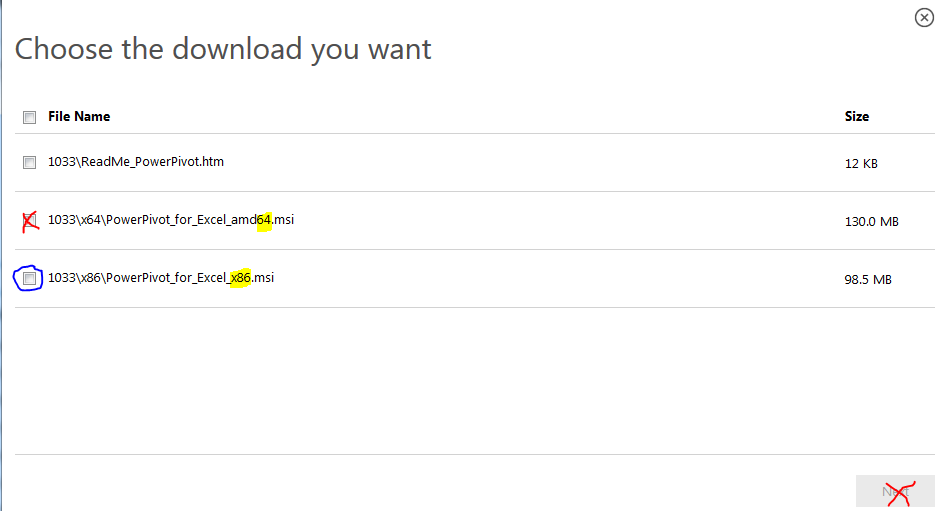 Choose the download you want
File Name Size
1033\ReadMe_PowerPivot.htm 12 KB
1033\x64\PowerPivot_for_Excel_amd64.msi 130.0 MB
1033\x86\PowerPivot_for_Excel_x86.msi 98.5 MB
Next